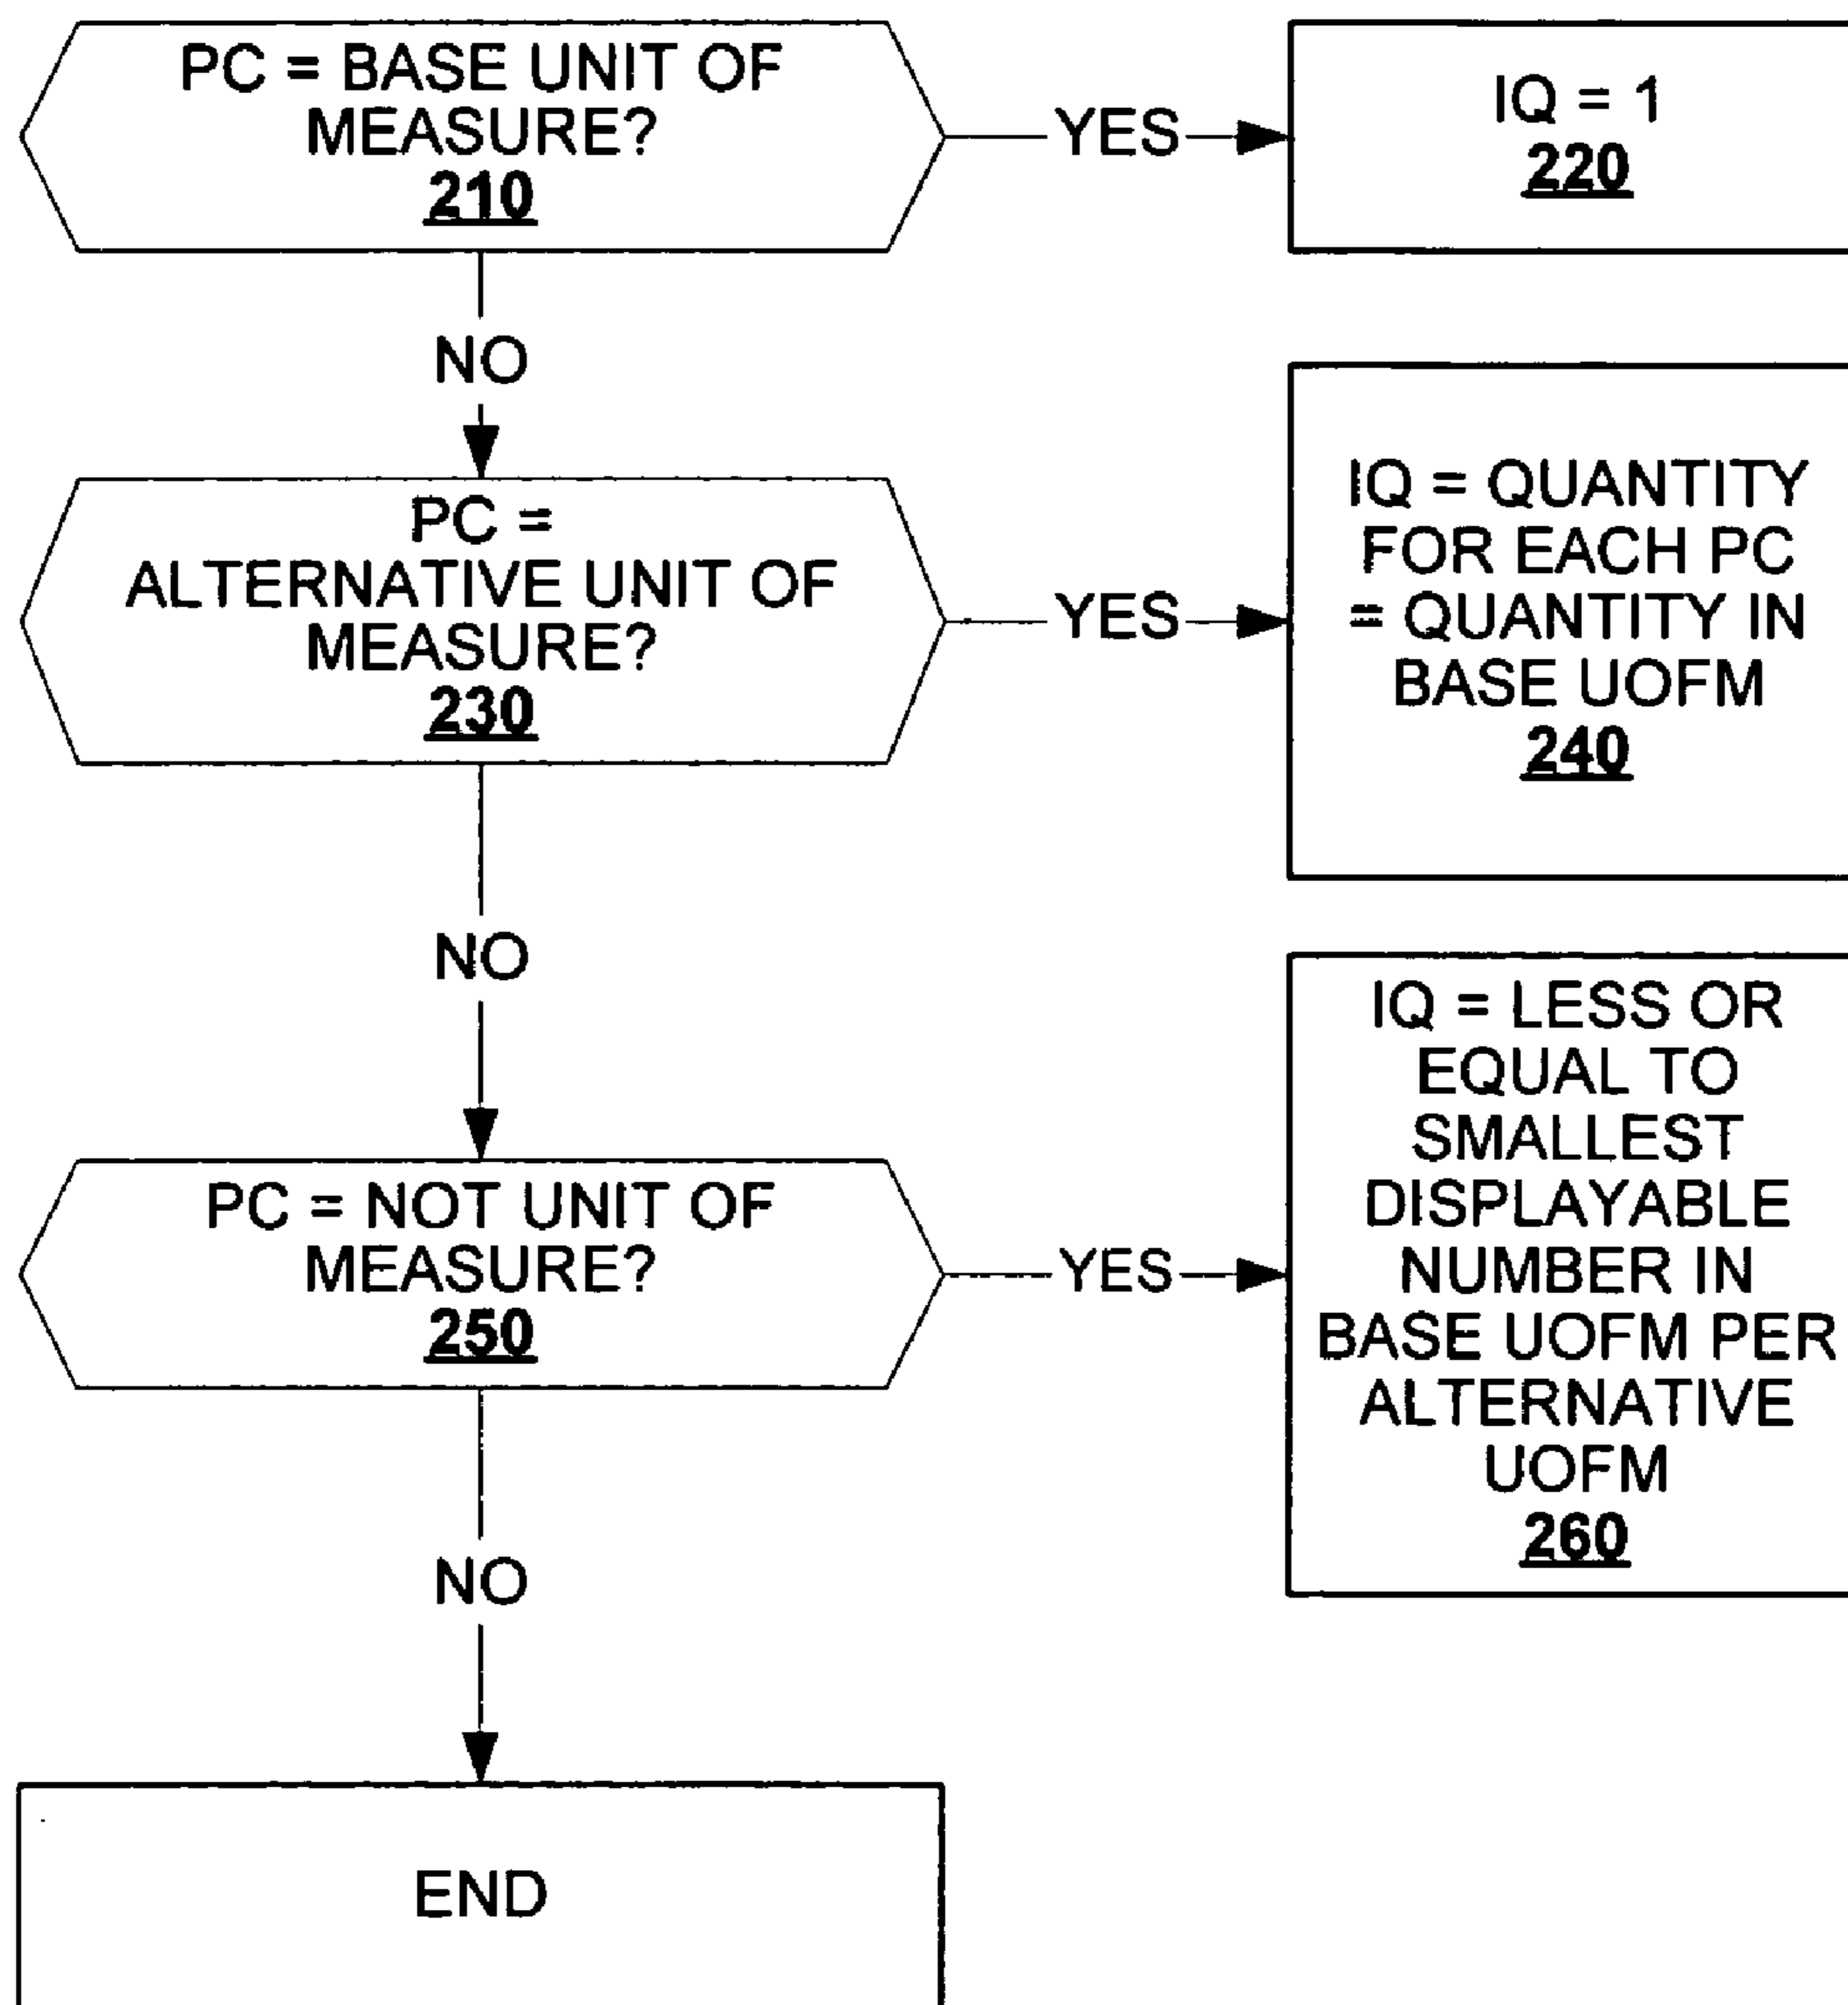 PC = BASE UNIT OF
MEASURE?
210
YES
IQ = 1
220
NO
PC =
ALTERNATIVE UNIT OF
MEASURE?
230
YES
IQ = QUANTITY
FOR EACH PC
= QUANTITY IN
BASE UOFM
240
NO
PC = NOT UNIT OF
MEASURE?
250
YES
IQ = LESS OR
EQUAL TO
SMALLEST
DISPLAYABLE
NUMBER IN
BASE UOFM PER
ALTERNATIVE
UOFM
260
NO
END